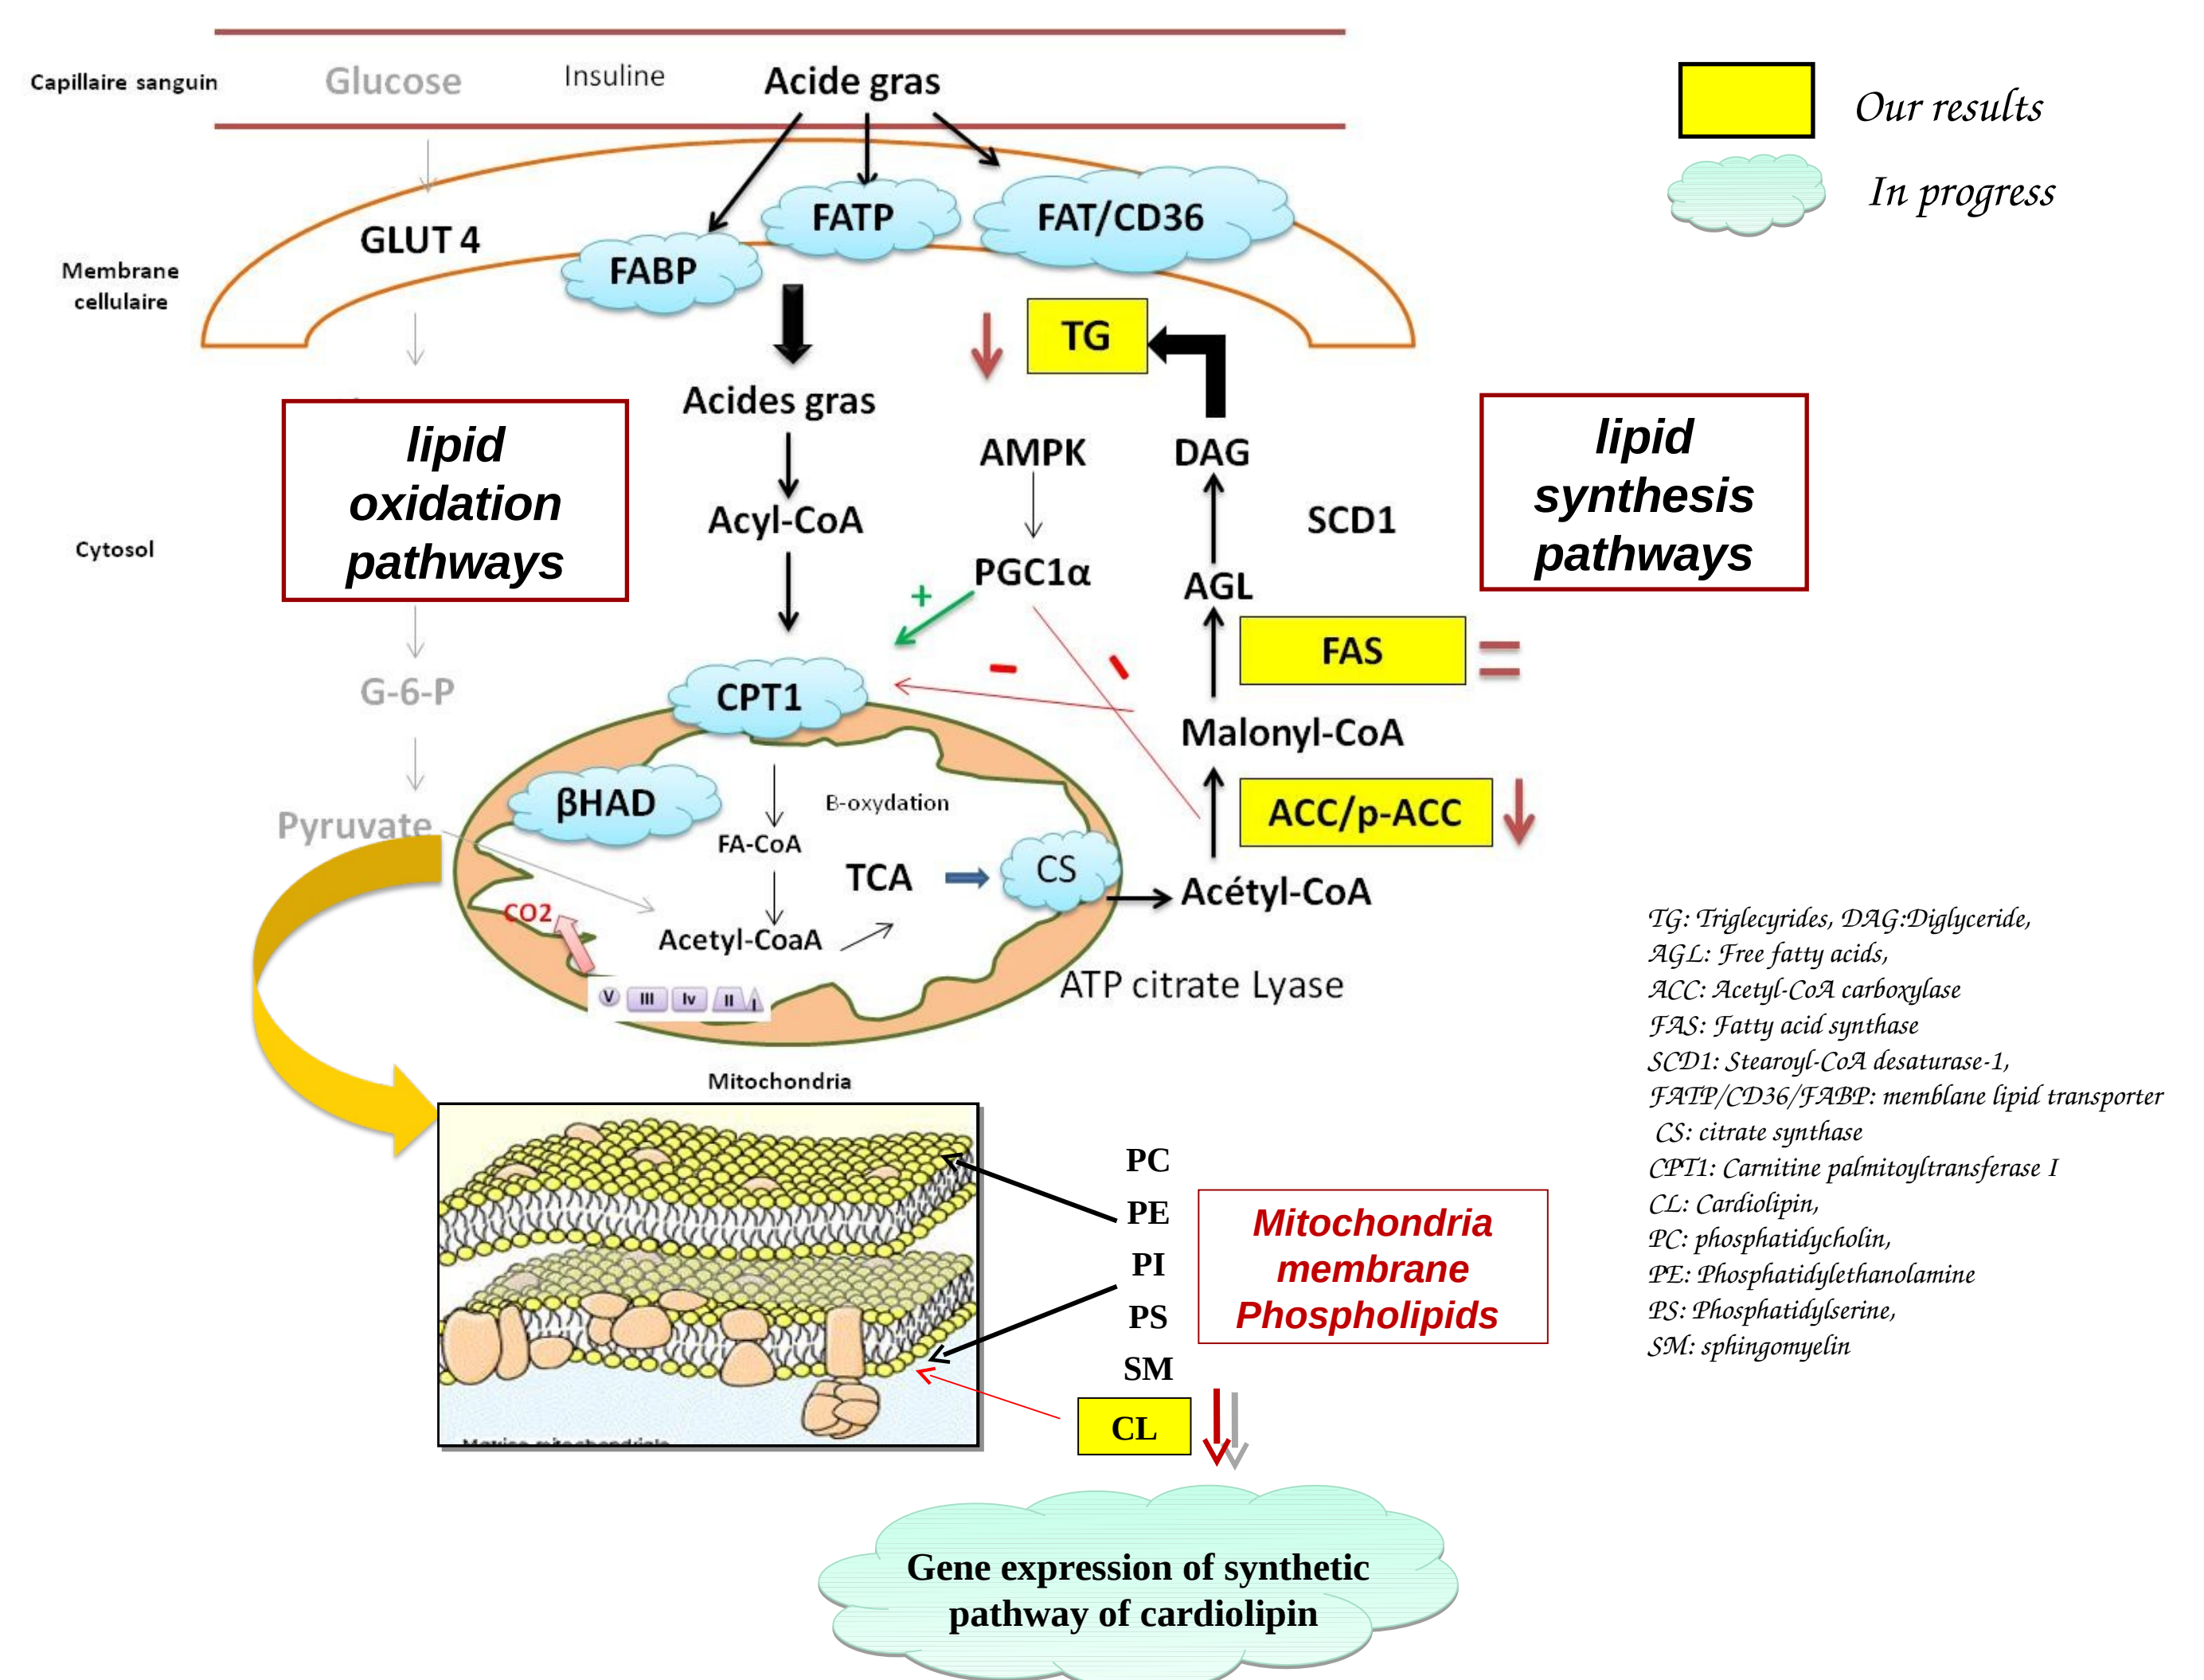 Capillaire sanguin
Glucose
Insuline
Acide gras
Our results
In progress
FATP
FAT/CD36
GLUT 4
FABP
Membrane
cellulaire
TG
lipid
oxidation
pathways
Acides gras
AMPK
DAG
lipid
synthesis
pathways
Cytosol
Acyl-CoA
SCD1
PGC1α
AGL
+
FAS
=
-
-
G-6-P
CPT1
Malonyl-CoA
βHAD
B-oxydation
ACC/p-ACC
Pyruvate
FA-CoA
TCA
CS
Acétyl-CoA
CO2
Acetyl-CoaA
ATP citrate Lyase
V III Iv II I
Mitochondria
TG: Triglecyrides, DAG:Diglyceride,
AGL: Free fatty acids,
ACC: Acetyl-CoA carboxylase
FAS: Fatty acid synthase
SCD1: Stearoyl-CoA desaturase-1,
FATP/CD36/FABP: memblane lipid transporter
CS: citrate synthase
CPT1: Carnitine palmitoyltransferase I
CL: Cardiolipin,
PC: phosphatidycholin,
PE: Phosphatidylethanolamine
PS: Phosphatidylserine,
SM: sphingomyelin
PC
PE
PI
PS
SM
CL
Mitochondria
membrane
Phospholipids
Gene expression of synthetic
pathway of cardiolipin